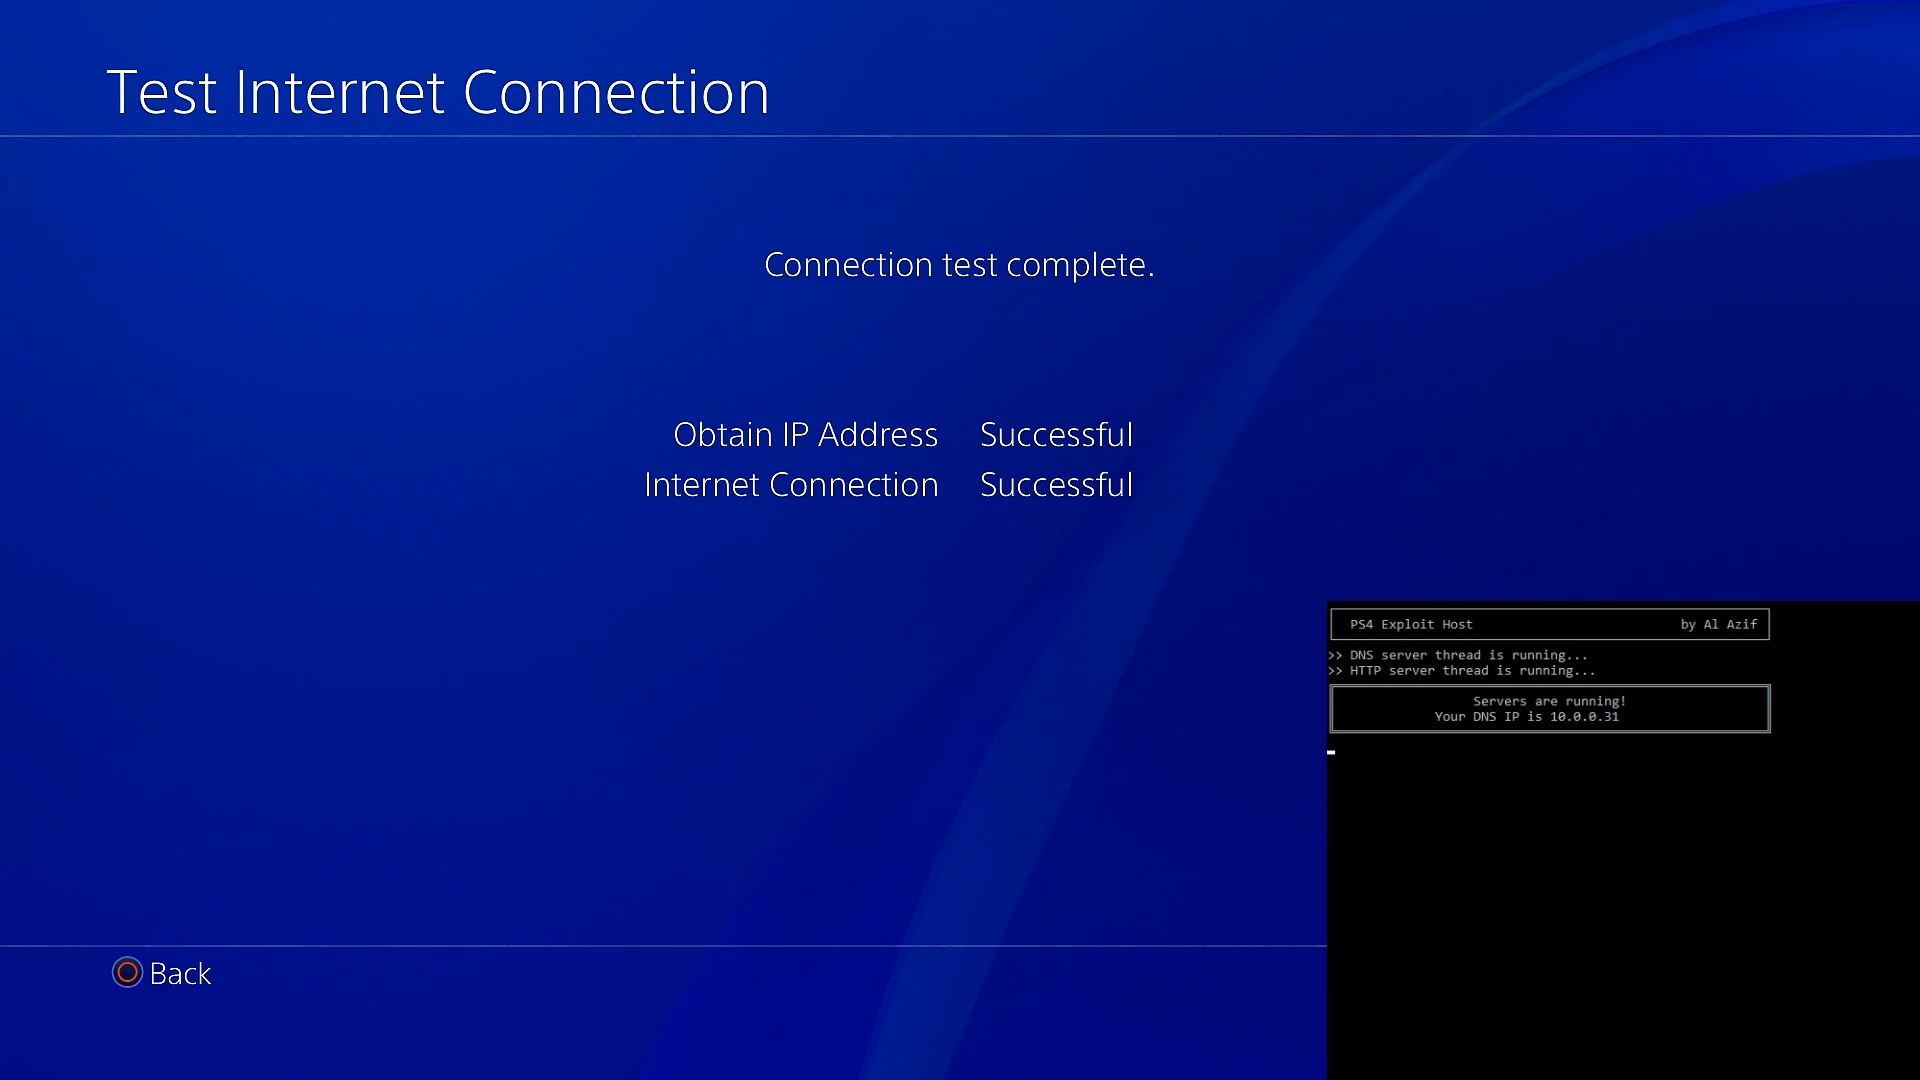 Test Internet Connection
Connection test complete.
Obtain IP Address Successful
Internet Connection Successful
PS4 Exploit Host by Al Azif
>> DNS server thread is running...
>> HTTP server thread is running...
Servers are running!
Your DNS IP is 10.0.0.31
Back